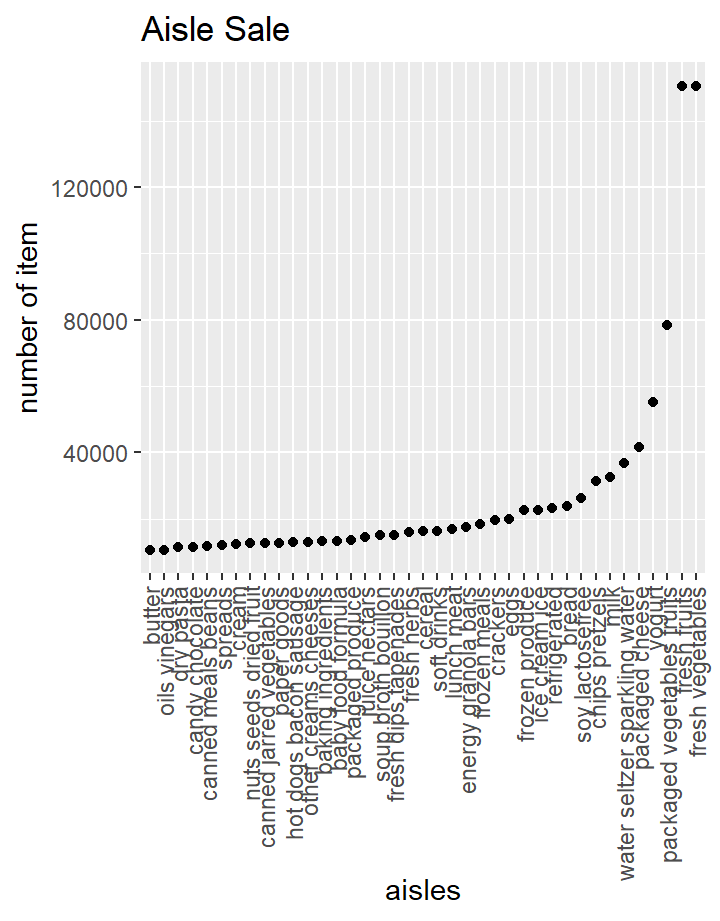 Aisle Sale
number of item
120000
80000
40000
butter
oils vinegars
dry pasta
candy chocolate
canned meals beans
spreads
cream
nuts seeds dried fruit
canned jarred vegetables
paper goods
hot dogs bacon sausage
other creams cheeses
baking ingredients
baby food formula
packaged produce
juice nectars
soup broth bouillon
fresh dips tapenades
fresh herbs
cereal
soft drinks
lunch meat
energy granola bars
frozen meals
crackers
eggs
frozen produce
ice cream ice
refrigerated
bread
soy lactosefree
chips pretzels
milk
water seltzer sparkling water
packaged cheese
yogurt
packaged vegetables fruits
fresh fruits
fresh vegetables
aisles